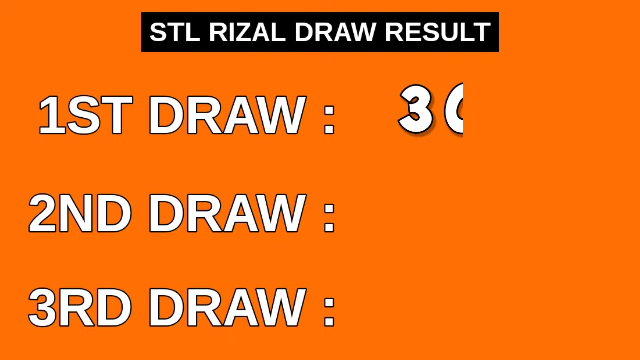 STL RIZAL DRAW RESULT
1ST DRAW : 3
2ND DRAW :
3RD DRAW :